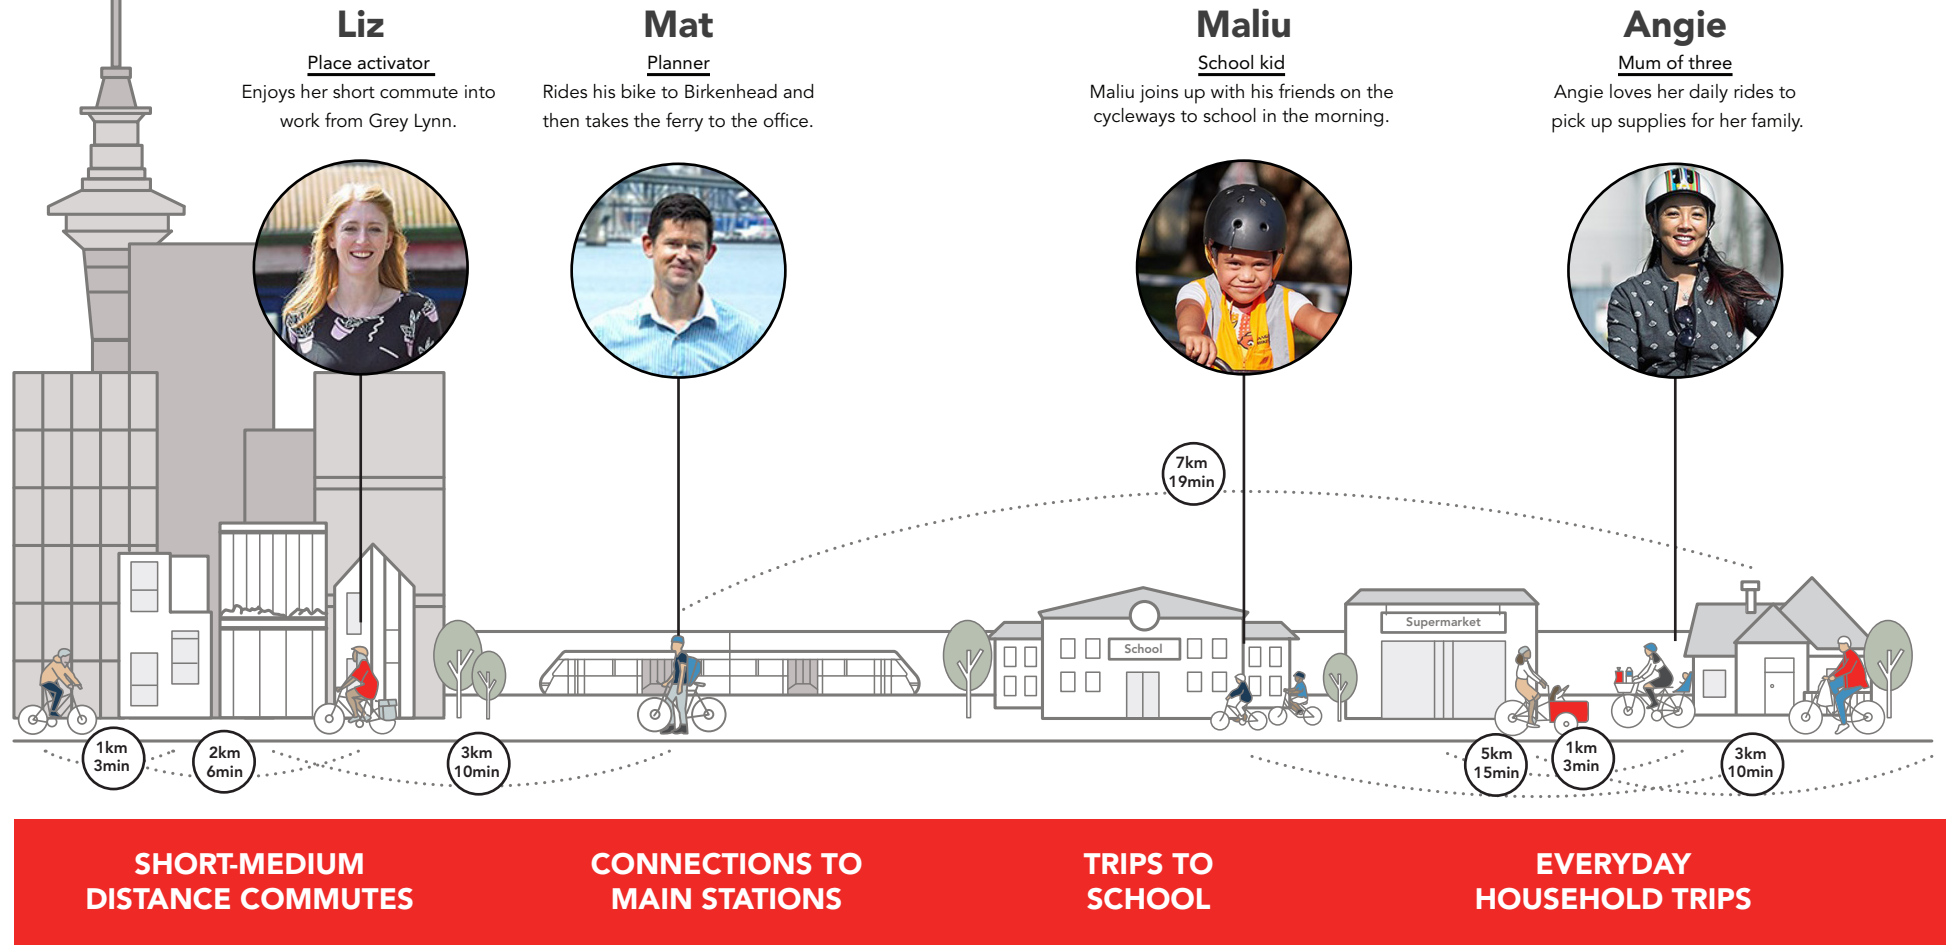 Liz
Place activator
Enjoys her short commute into
work from Grey Lynn.
Mat
Planner
Rides his bike to Birkenhead and
then takes the ferry to the office.
Maliu
School kid
Maliu joins up with his friends on the
cycleways to school in the morning.
Angie
Mum of three
Angie loves her daily rides to
pick up supplies for her family.
7km
19min
School
Supermarket
1km
3min
2km
6min
3km
10min
5km
15min
1km
3min
3km
10min
SHORT-MEDIUM
DISTANCE COMMUTES
CONNECTIONS TO
MAIN STATIONS
TRIPS TO
SCHOOL
EVERYDAY
HOUSEHOLD TRIPS